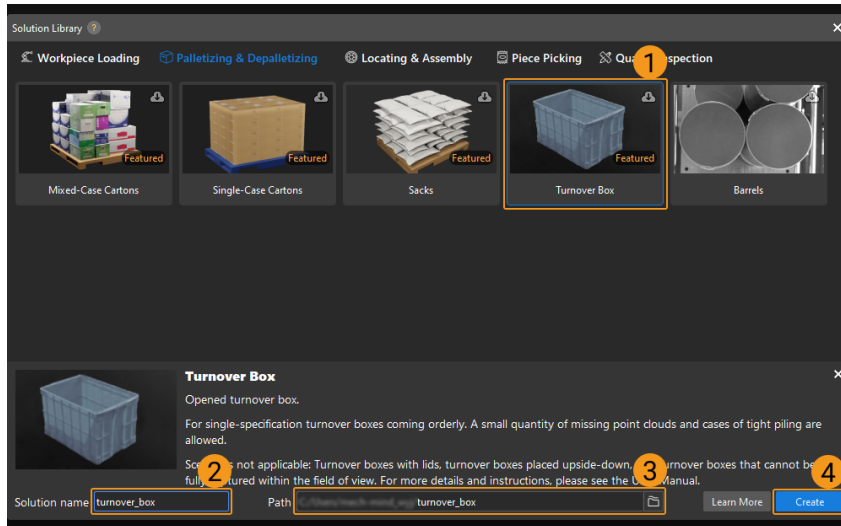 Solution Library ?
Workpiece Loading Palletizing & Depalletizing Locating & Assembly Piece Picking Qua 1 spection
Featured Featured Featured Featured
Mixed-Case Cartons Single-Case Cartons Sacks Turnover Box Barrels
Turnover Box
Opened turnover box.
For single-specification turnover boxes coming orderly. A small quantity of missing point clouds and cases of tight piling are
allowed.
not applicable: Turnover boxes with lids, turnover boxes placed upside-down, turnover boxes that cannot be
2 3 4
fully captured within the field of view. For more details and instructions, please see the User Manual.
Solution name turnover_box Path turnover_box Learn More Create